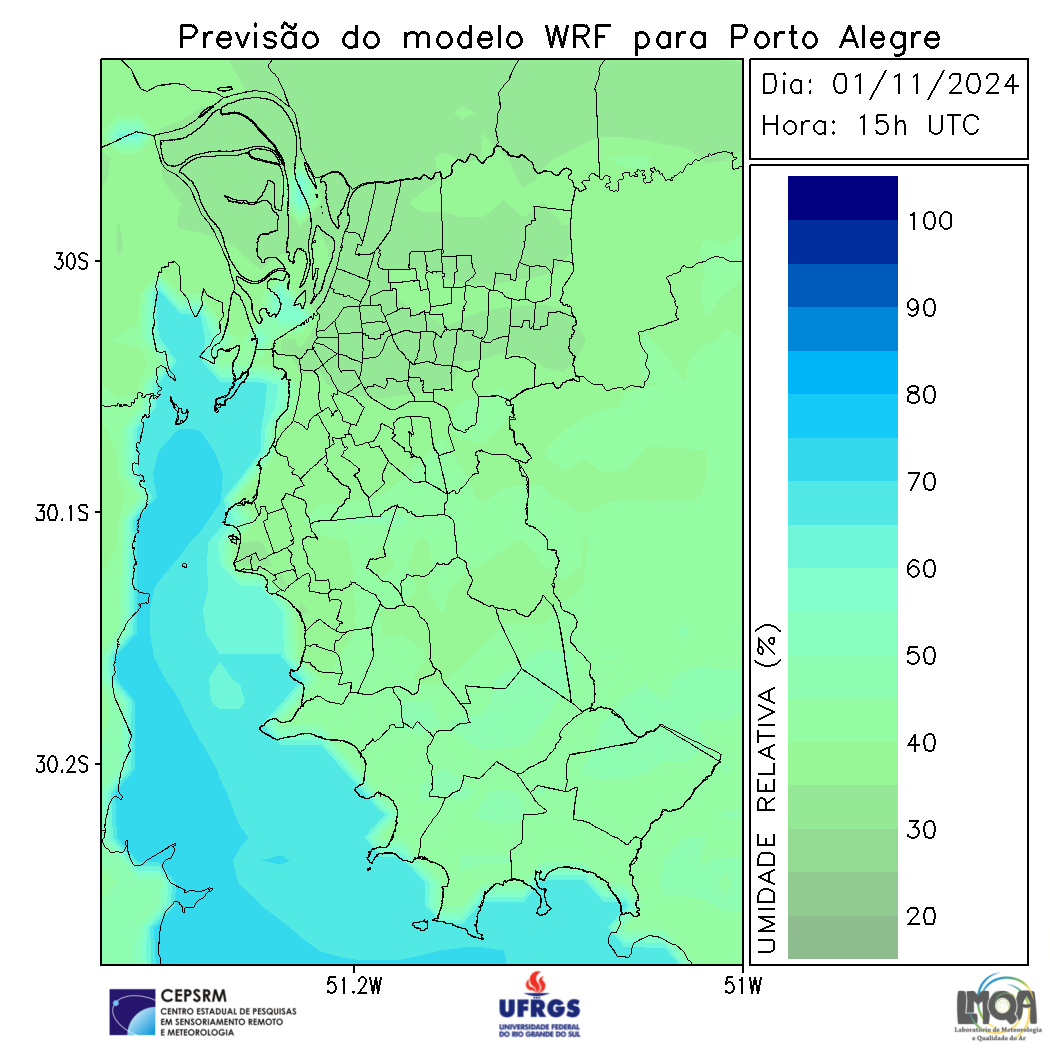 Previsão do modelo WRF para Porto Alegre
Dia: 01/11/2024
Hora: 15h UTC
100
90
80
70
60
50
40
30
20
UMIDADE RELATIVA (%)
30S
30.1S
30.2S
51.2W
51W
CEPSRM
CENTRO ESTADUAL DE PESQUISAS
EM SENSORIAMENTO REMOTO
E METEOROLOGIA
UFRGS
UNIVERSIDADE FEDERAL
DO RIO GRANDE DO SUL
LMQA
Laboratório de Meteorologia
e Qualidade do Ar